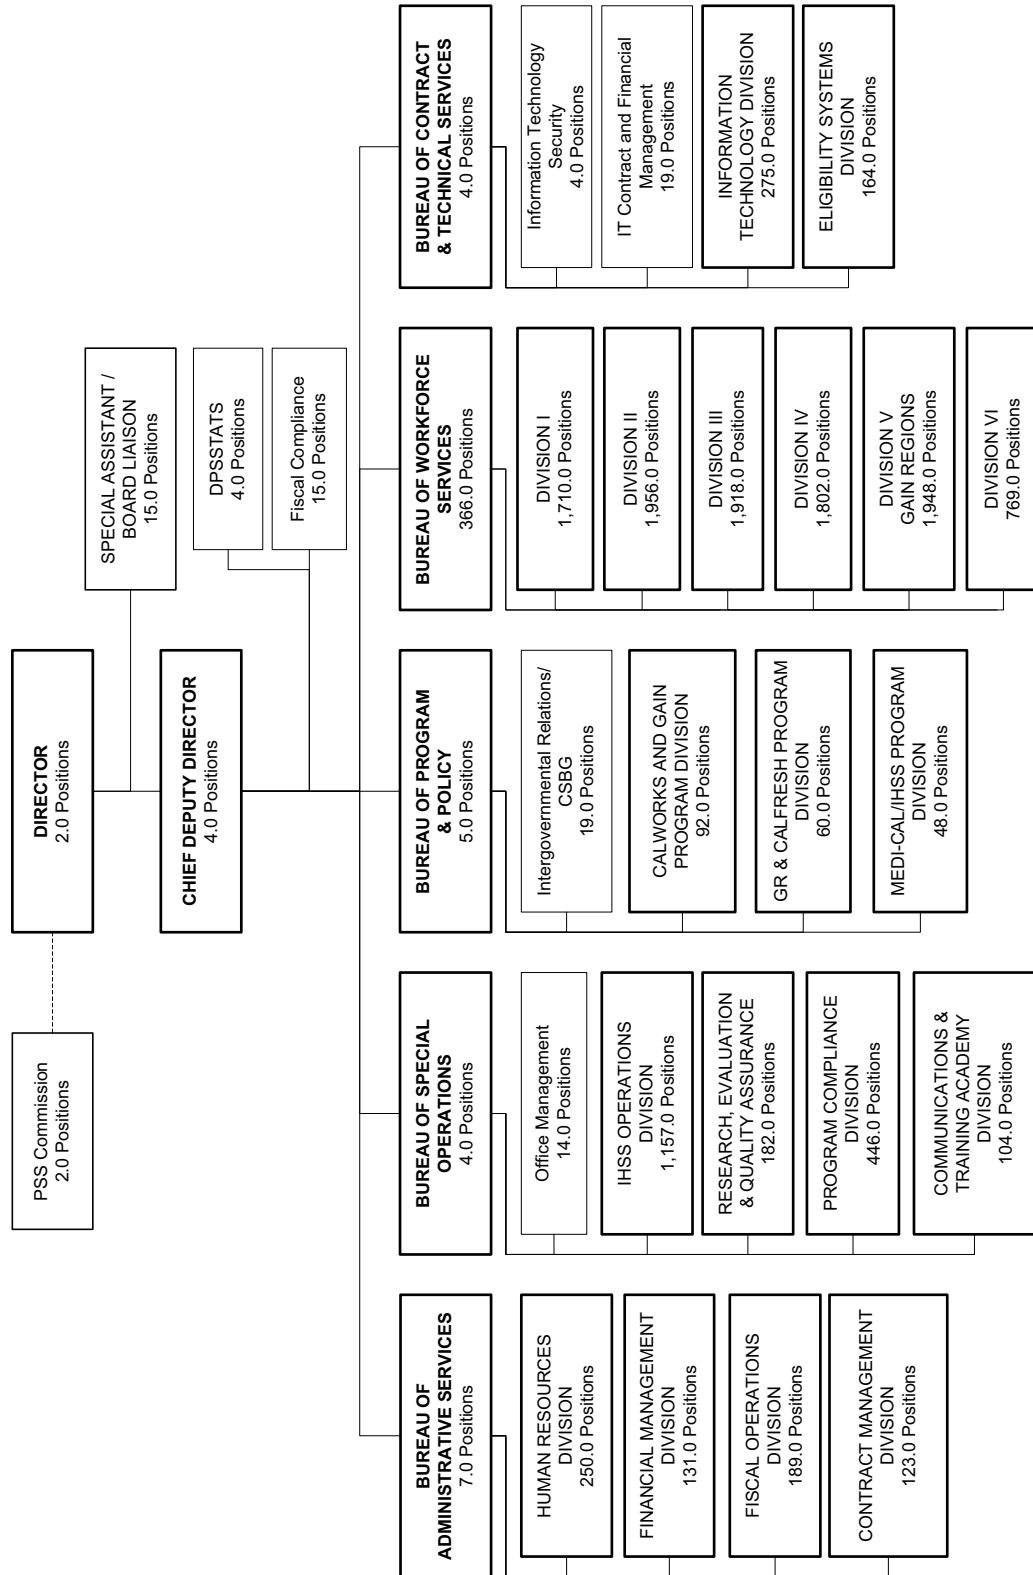 PSS Commission
2.0 Positions
DIRECTOR
2.0 Positions
SPECIAL ASSISTANT /
BOARD LIAISON
15.0 Positions
CHIEF DEPUTY DIRECTOR
4.0 Positions
DPSSTATS
4.0 Positions
Fiscal Compliance
15.0 Positions
BUREAU OF
ADMINISTRATIVE SERVICES
7.0 Positions
HUMAN RESOURCES
DIVISION
250.0 Positions
FINANCIAL MANAGEMENT
DIVISION
131.0 Positions
FISCAL OPERATIONS
DIVISION
189.0 Positions
CONTRACT MANAGEMENT
DIVISION
123.0 Positions
BUREAU OF SPECIAL
OPERATIONS
4.0 Positions
Office Management
14.0 Positions
IHSS OPERATIONS
DIVISION
1,157.0 Positions
RESEARCH, EVALUATION
& QUALITY ASSURANCE
182.0 Positions
PROGRAM COMPLIANCE
DIVISION
446.0 Positions
COMMUNICATIONS &
TRAINING ACADEMY
DIVISION
104.0 Positions
BUREAU OF PROGRAM
& POLICY
5.0 Positions
Intergovernmental Relations/
CSBG
19.0 Positions
CALWORKS AND GAIN
PROGRAM DIVISION
92.0 Positions
GR & CALFRESH PROGRAM
DIVISION
60.0 Positions
MEDI-CAL/IHSS PROGRAM
DIVISION
48.0 Positions
BUREAU OF WORKFORCE
SERVICES
366.0 Positions
DIVISION I
1,710.0 Positions
DIVISION II
1,956.0 Positions
DIVISION III
1,918.0 Positions
DIVISION IV
1,802.0 Positions
DIVISION V
GAIN REGIONS
1,948.0 Positions
DIVISION VI
769.0 Positions
BUREAU OF CONTRACT
& TECHNICAL SERVICES
4.0 Positions
Information Technology
Security
4.0 Positions
IT Contract and Financial
Management
19.0 Positions
INFORMATION
TECHNOLOGY DIVISION
275.0 Positions
ELIGIBILITY SYSTEMS
DIVISION
164.0 Positions